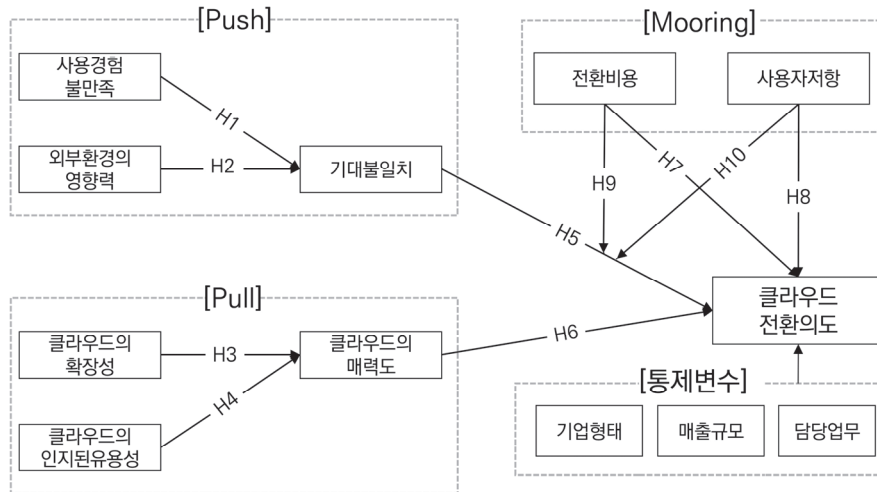 [Push]
사용경험
불만족
외부환경의
영향력
H1
H2
기대불일치
[Mooring]
전환비용
사용자저항
H9
H7
H10
H8
H5
[Pull]
클라우드의
확장성
클라우드의
인지된유용성
H3
H4
클라우드의
매력도
H6
클라우드
전환의도
[통제변수]
기업형태
매출규모
담당업무